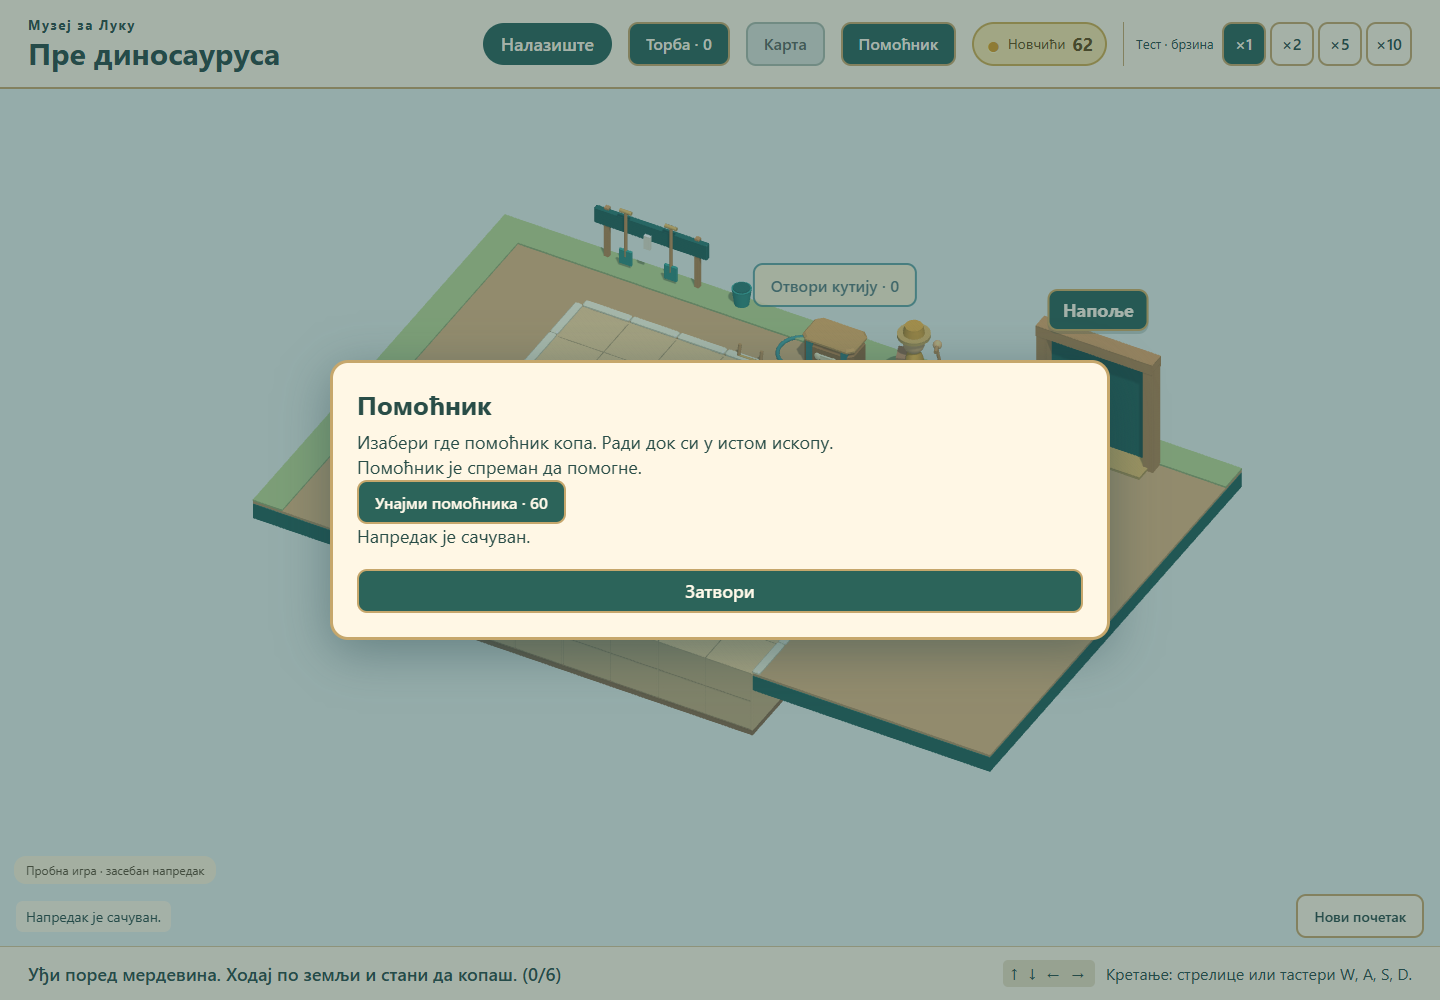 Музеј за Луку
Пре диносауруса
Налазиште
Торба · 0
Карта
Помоћник
Новчићи 62
Тест · брзина
×1
×2
×5
×10
Отвори кутију · 0
Напоље
Помоћник
Изабери где помоћник копа. Ради док си у истом ископу.
Помоћник је спреман да помогне.
Унајми помоћника · 60
Напредак је сачуван.
Затвори
Пробна игра · засебан напредак
Напредак је сачуван.
Нови почетак
Уђи поред мердевина. Ходај по земљи и стани да копаш. (0/6)
↑ ↓ ← → Кретање: стрелице или тастери W, A, S, D.